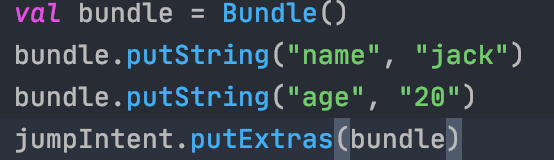 val bundle = Bundle()
bundle.putString("name", "jack")
bundle.putString("age", "20")
jumpIntent.putExtras(bundle)